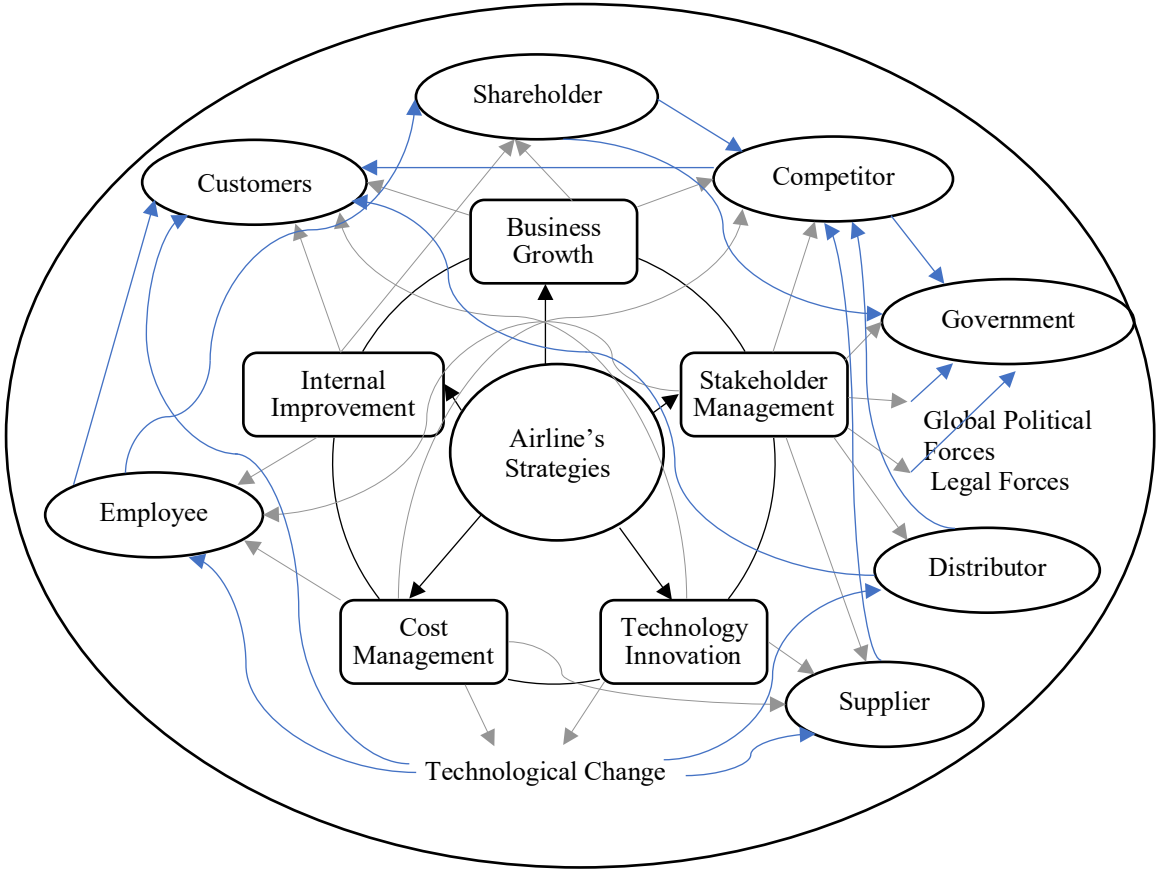 Shareholder
Customers
Competitor
Business
Growth
Government
Internal
Improvement
Stakeholder
Management
Airline’s
Strategies
Global Political
Forces
Legal Forces
Employee
Distributor
Cost
Management
Technology
Innovation
Supplier
Technological Change